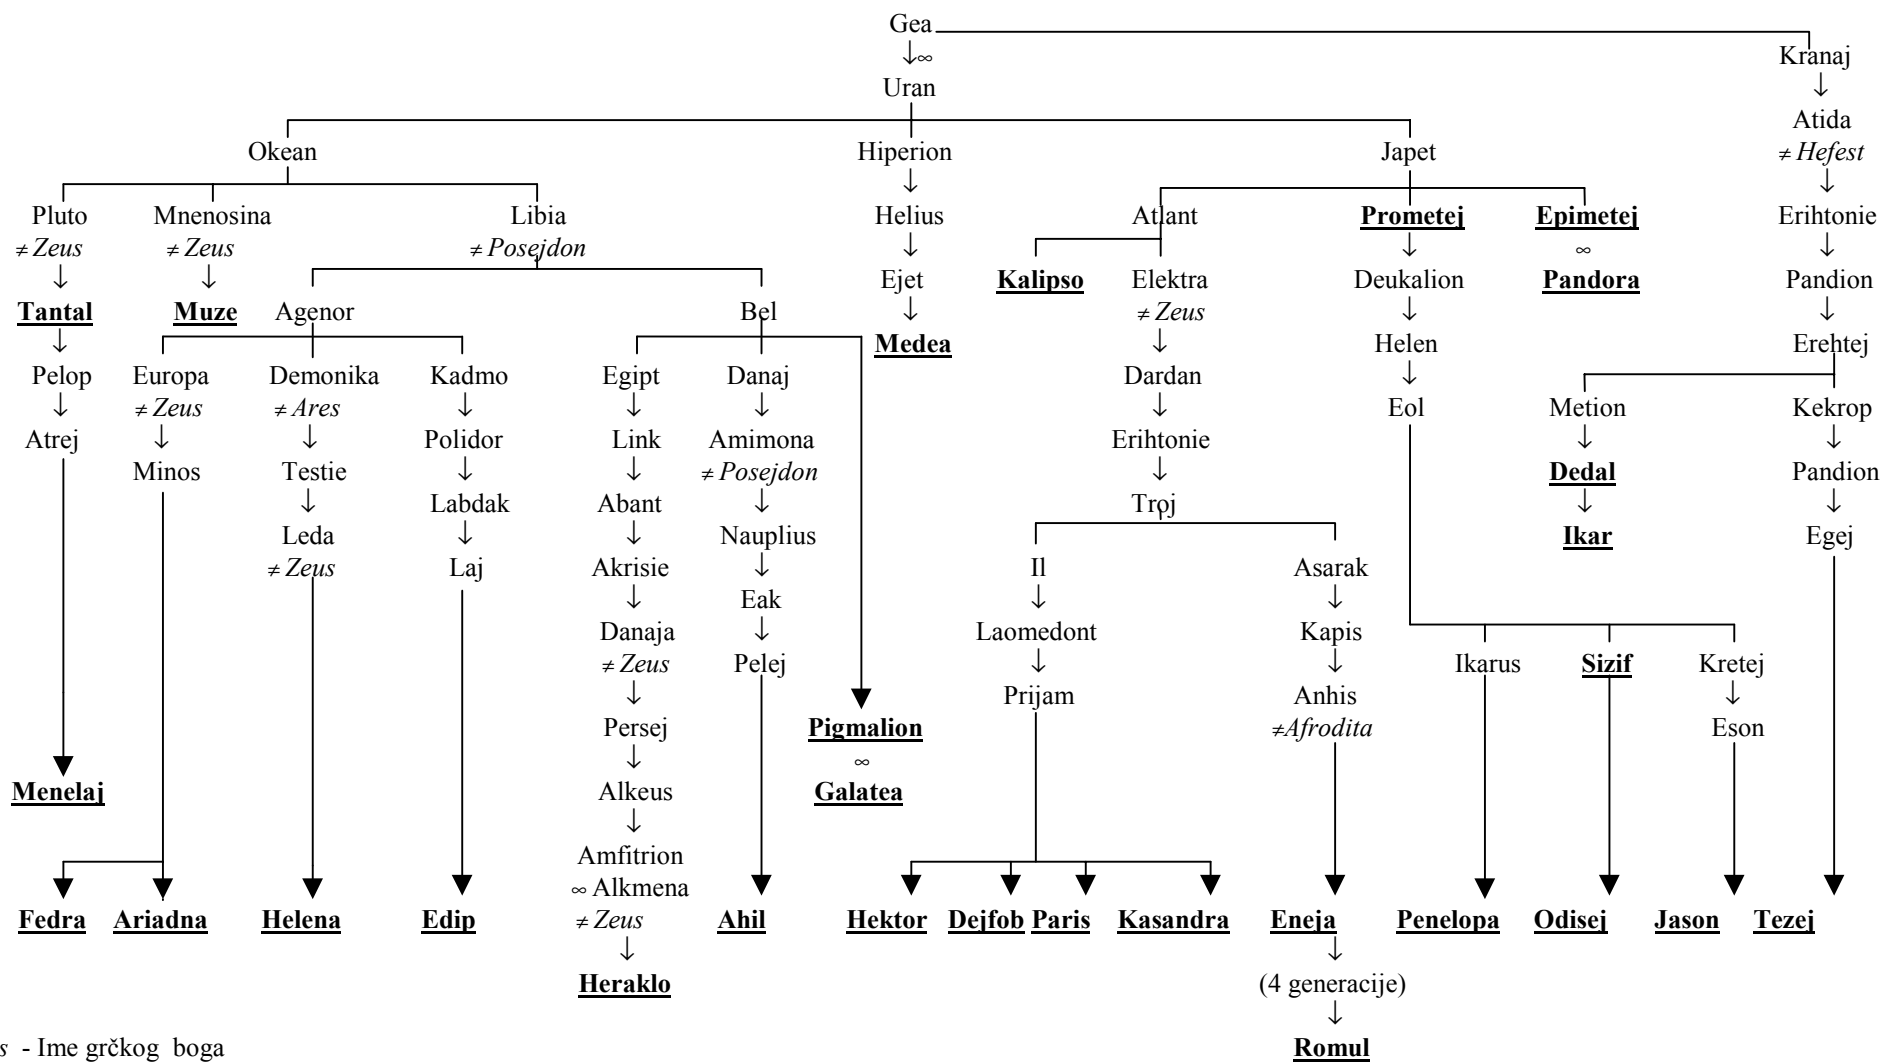 Gea
↓∞ Kranaj
Uran ↓
Atida
Okean Hiperion Japet ≠ Hefest
↓ ↓
Pluto Mnenosina Libia Helius Atlant Prometej Epimetej Erihtonie
≠ Zeus ≠ Zeus ≠ Posejdon ↓ ↓ ∞ ↓
↓ ↓ Ejet Kalipso Elektra Deukalion Pandora Pandion
Tantal Muze Agenor Bel ↓ ≠ Zeus ↓ ↓
↓ Medea ↓ Helen Erehtej
Pelop Europa Demonika Kadmo Egipt Danaj Dardan ↓
↓ ≠ Zeus ≠ Ares ↓ ↓ ↓ ↓ Eol Metion Kekrop
Atrej ↓ ↓ Polidor Link Amimona Erihtonie ↓ ↓
Minos Testie ↓ ↓ ≠ Posejdon ↓ Dedal Pandion
↓ Labdak Abant ↓ Troj ↓ ↓
Leda ↓ ↓ Nauplius Ikar Egej
≠ Zeus Laj Akrisie ↓ Il Asarak
↓ Eak ↓ ↓
Danaja ↓ Laomedont Kapis
≠ Zeus Pelej ↓ ↓ Ikarus Sizif Kretej
↓ Prijam Anhis ↓
Persej Pigmalion ≠Afrodita Eson
↓ ∞
Menelaj Alkeus Galatea
↓
Amfitrion
∞ Alkmena
Fedra Ariadna Helena Edip ≠ Zeus Ahil Hektor Dejfob Paris Kasandra Eneja Penelopa Odisej Jason Tezej
↓ ↓
Heraklo (4 generacije)
↓
s - Ime grčkog boga Romul